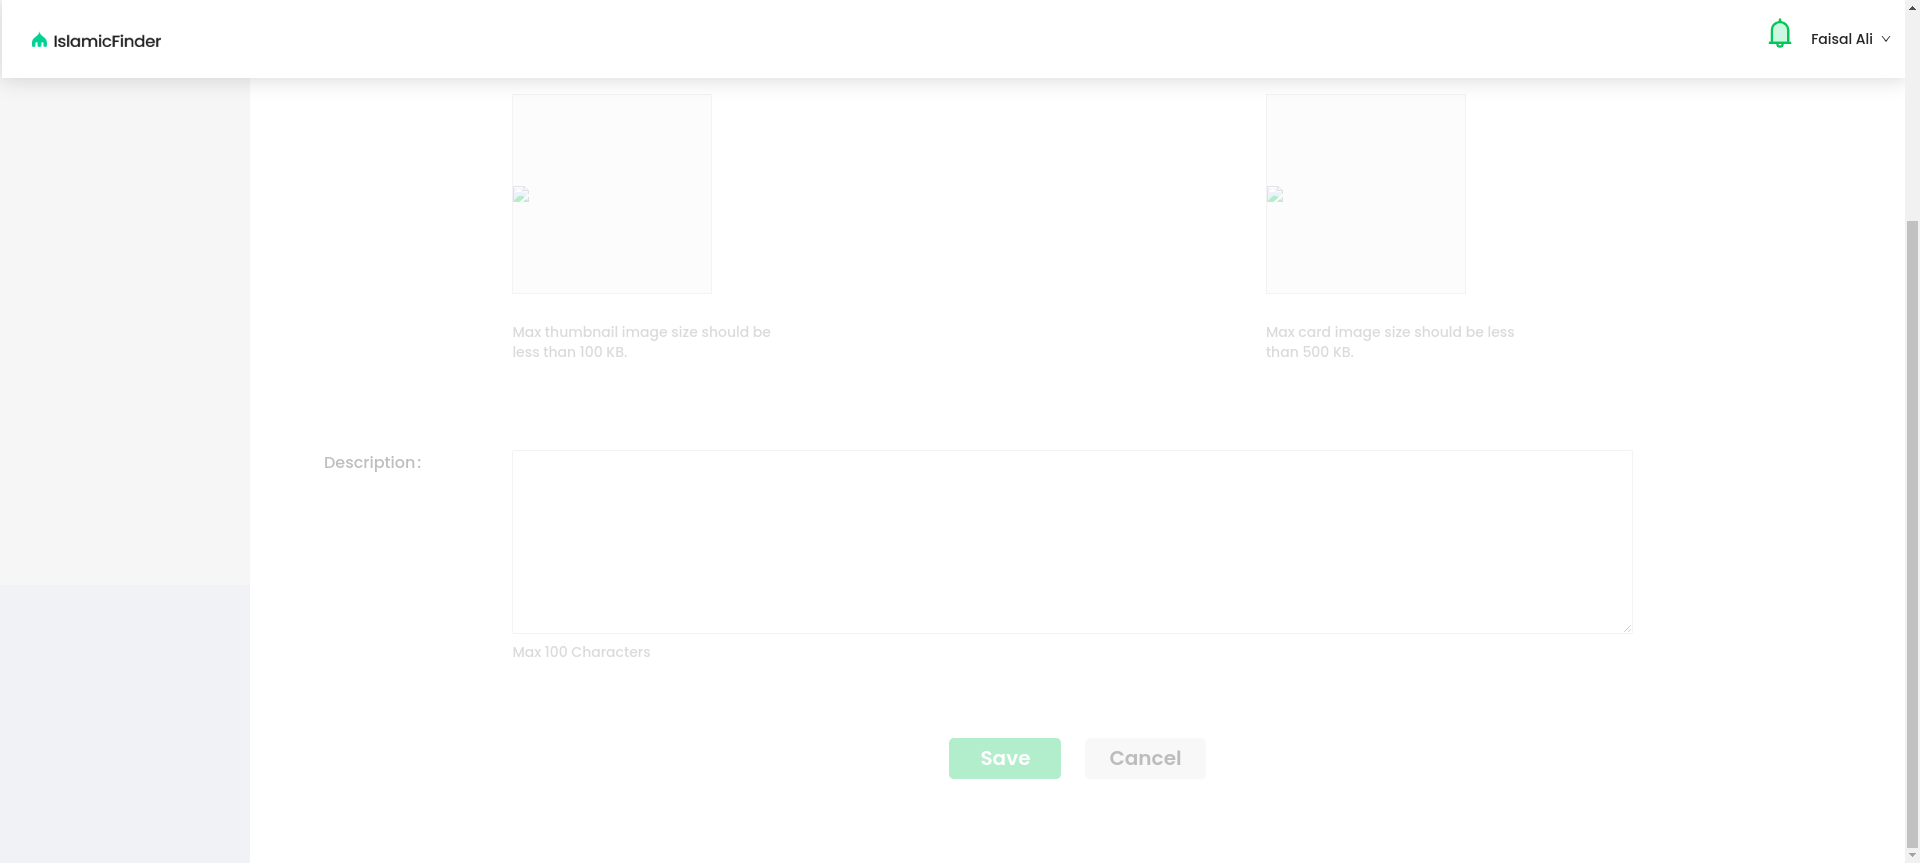 IslamicFinder
Faisal Ali
Max thumbnail image size should be
less than 100 KB.
Max card image size should be less
than 500 KB.
Description:
Max 100 Characters
Save
Cancel